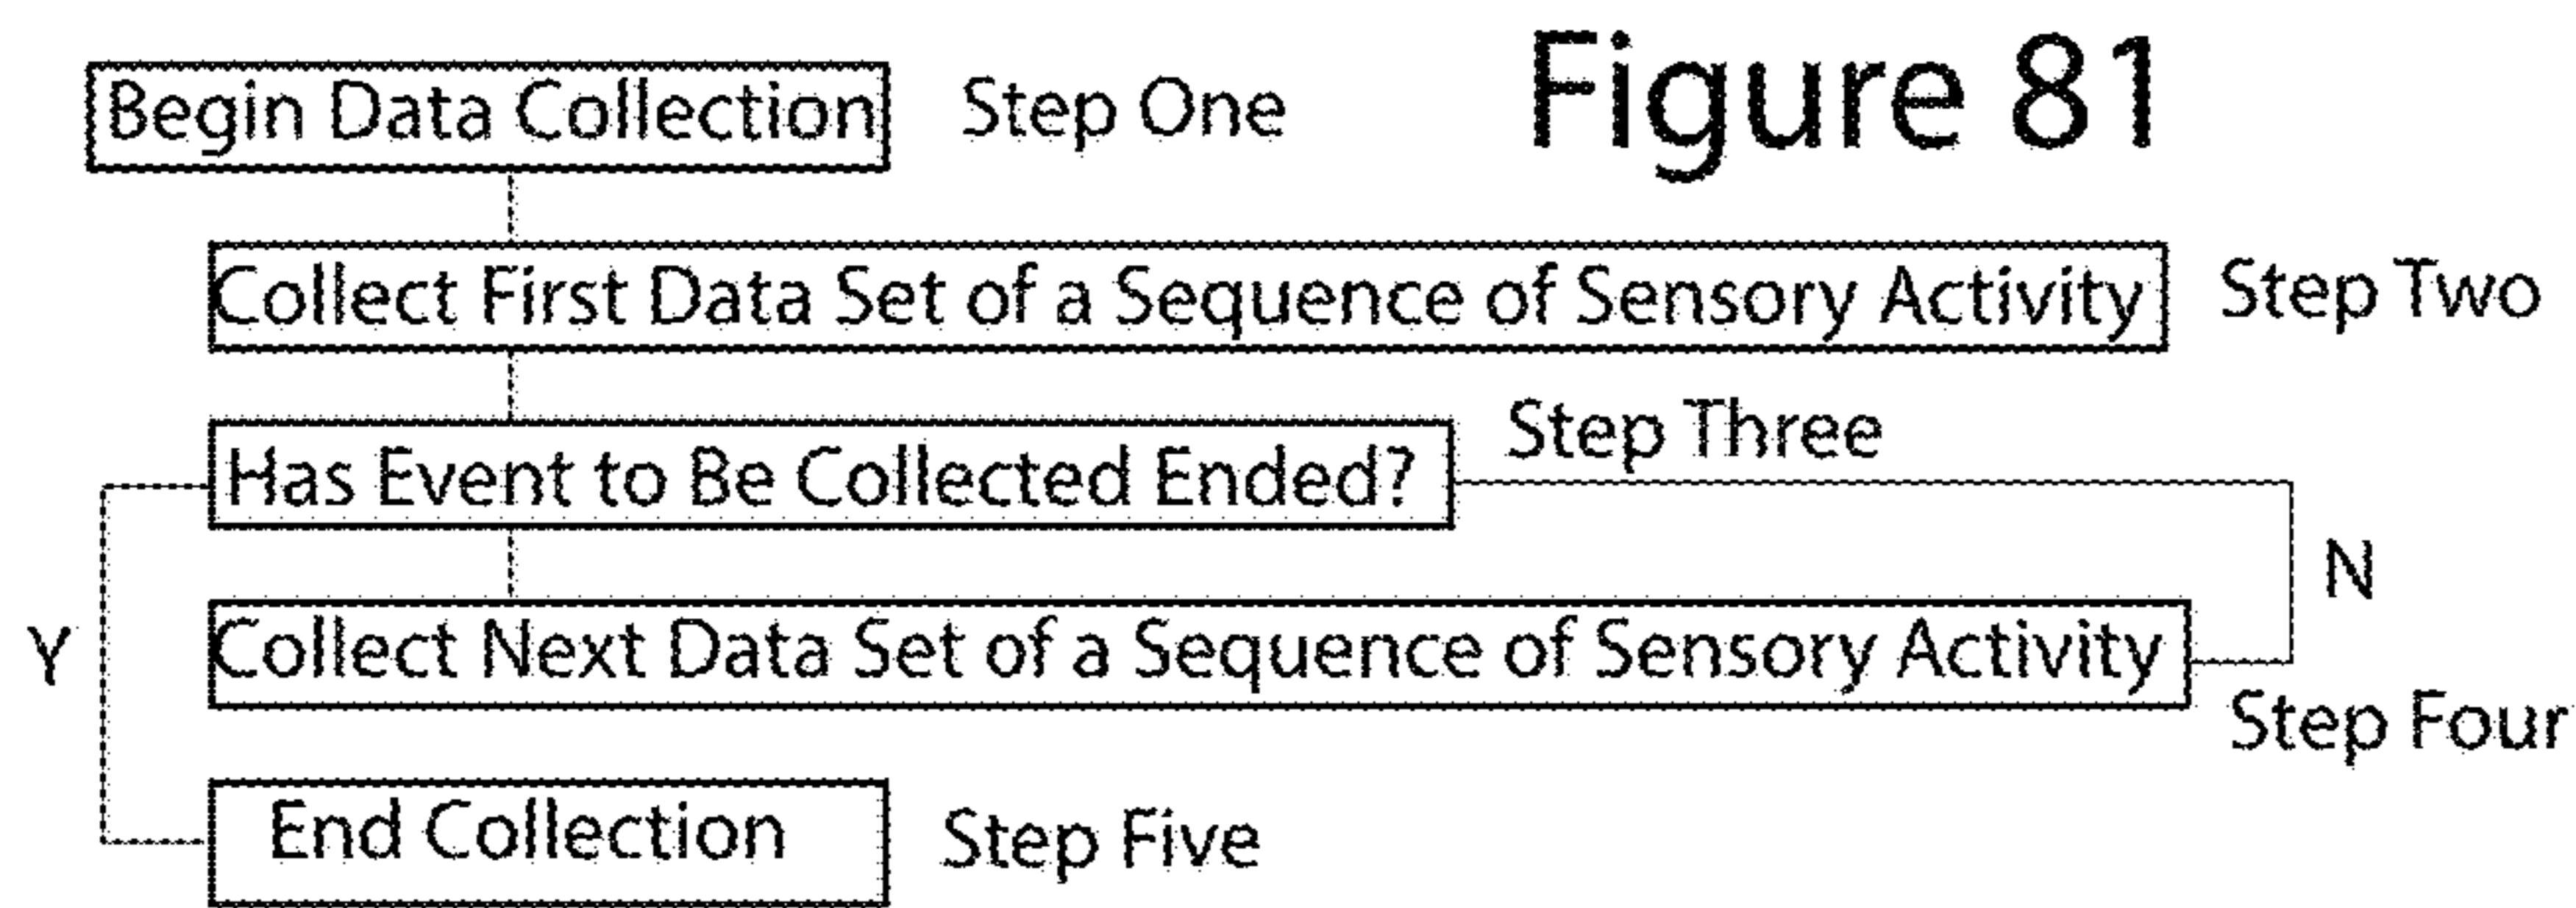 Figure 81
Begin Data Collection Step One
Collect First Data Set of a Sequence of Sensory Activity Step Two
Step Three
Has Event to Be Collected Ended?
N
Y
Collect Next Data Set of a Sequence of Sensory Activity
Step Four
End Collection Step Five